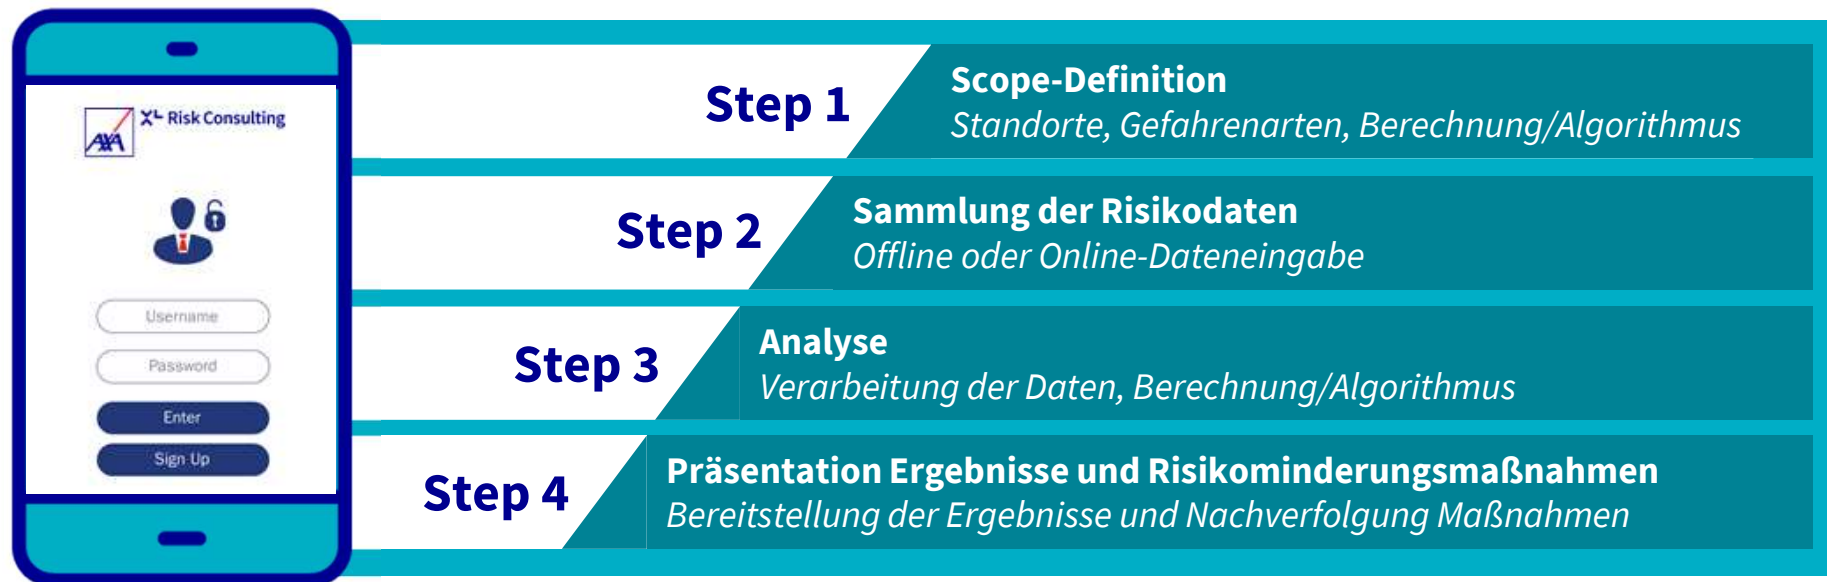 AXA
XL Risk Consulting
Username
Password
Enter
Sign Up
Step 1
Scope-Definition
Standorte, Gefahrenarten, Berechnung/Algorithmus
Step 2
Sammlung der Risikodaten
Offline oder Online-Dateneingabe
Step 3
Analyse
Verarbeitung der Daten, Berechnung/Algorithmus
Step 4
Präsentation Ergebnisse und Risikominderungsmaßnahmen
Bereitstellung der Ergebnisse und Nachverfolgung Maßnahmen